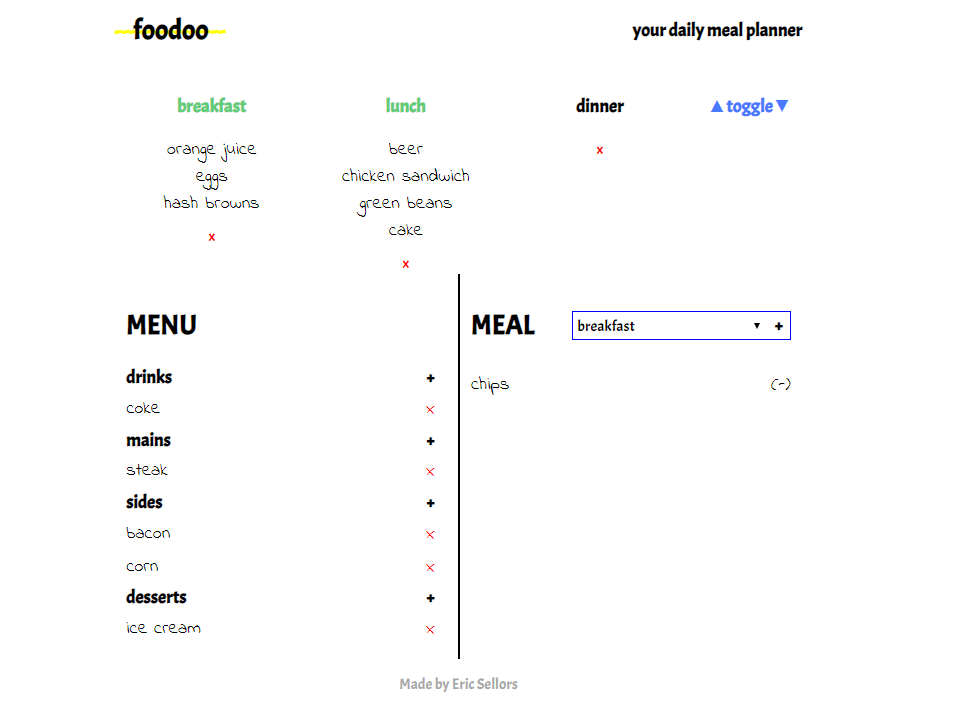 foodoo
your daily meal planner
breakfast
lunch
dinner
▲ toggle ▼
orange juice
eggs
hash browns
x
beer
chicken sandwich
green beans
cake
x
x
MENU
drinks +
coke x
mains +
steak x
sides +
bacon x
corn x
desserts +
ice cream x
MEAL
breakfast ▼ +
chips (-)
Made by Eric Sellors